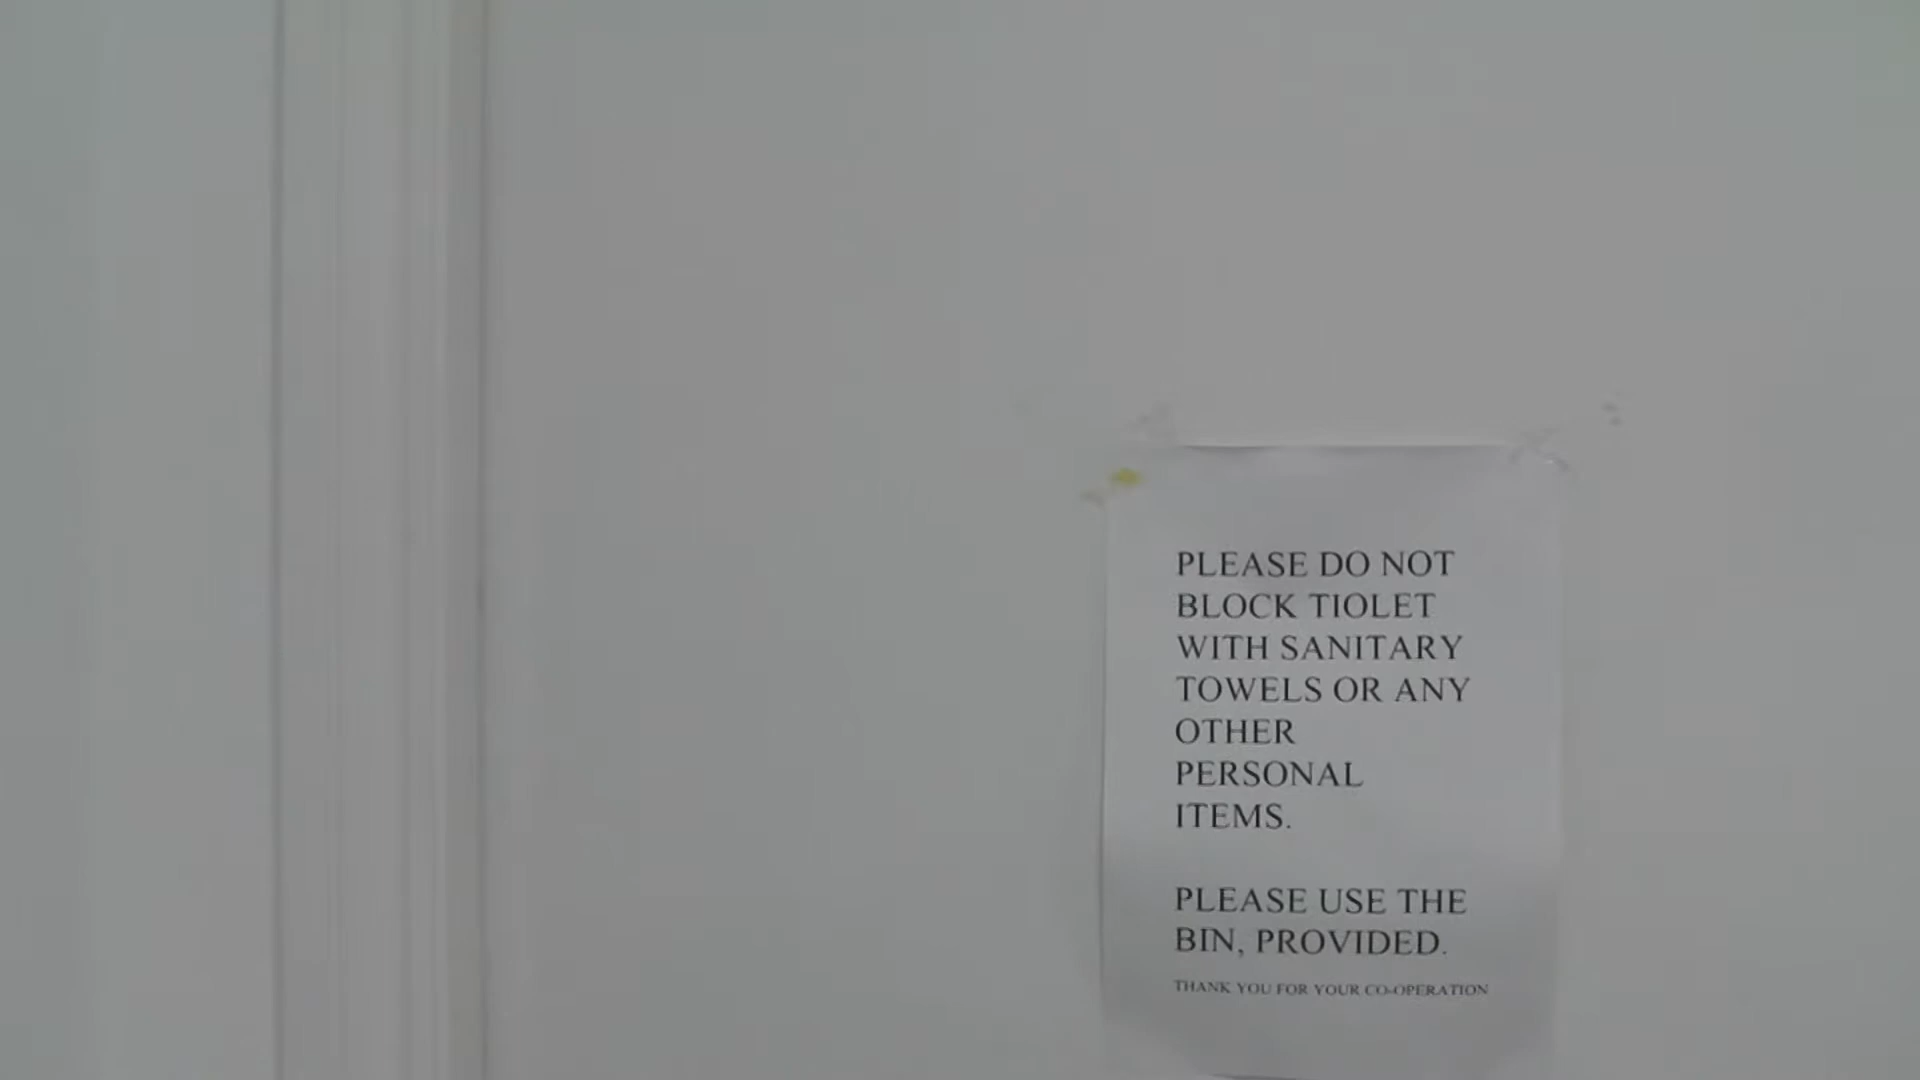 PLEASE DO NOT
BLOCK TIOLET
WITH SANITARY
TOWELS OR ANY
OTHER
PERSONAL
ITEMS.
PLEASE USE THE
BIN, PROVIDED.
THANK YOU FOR YOUR CO-OPERATION